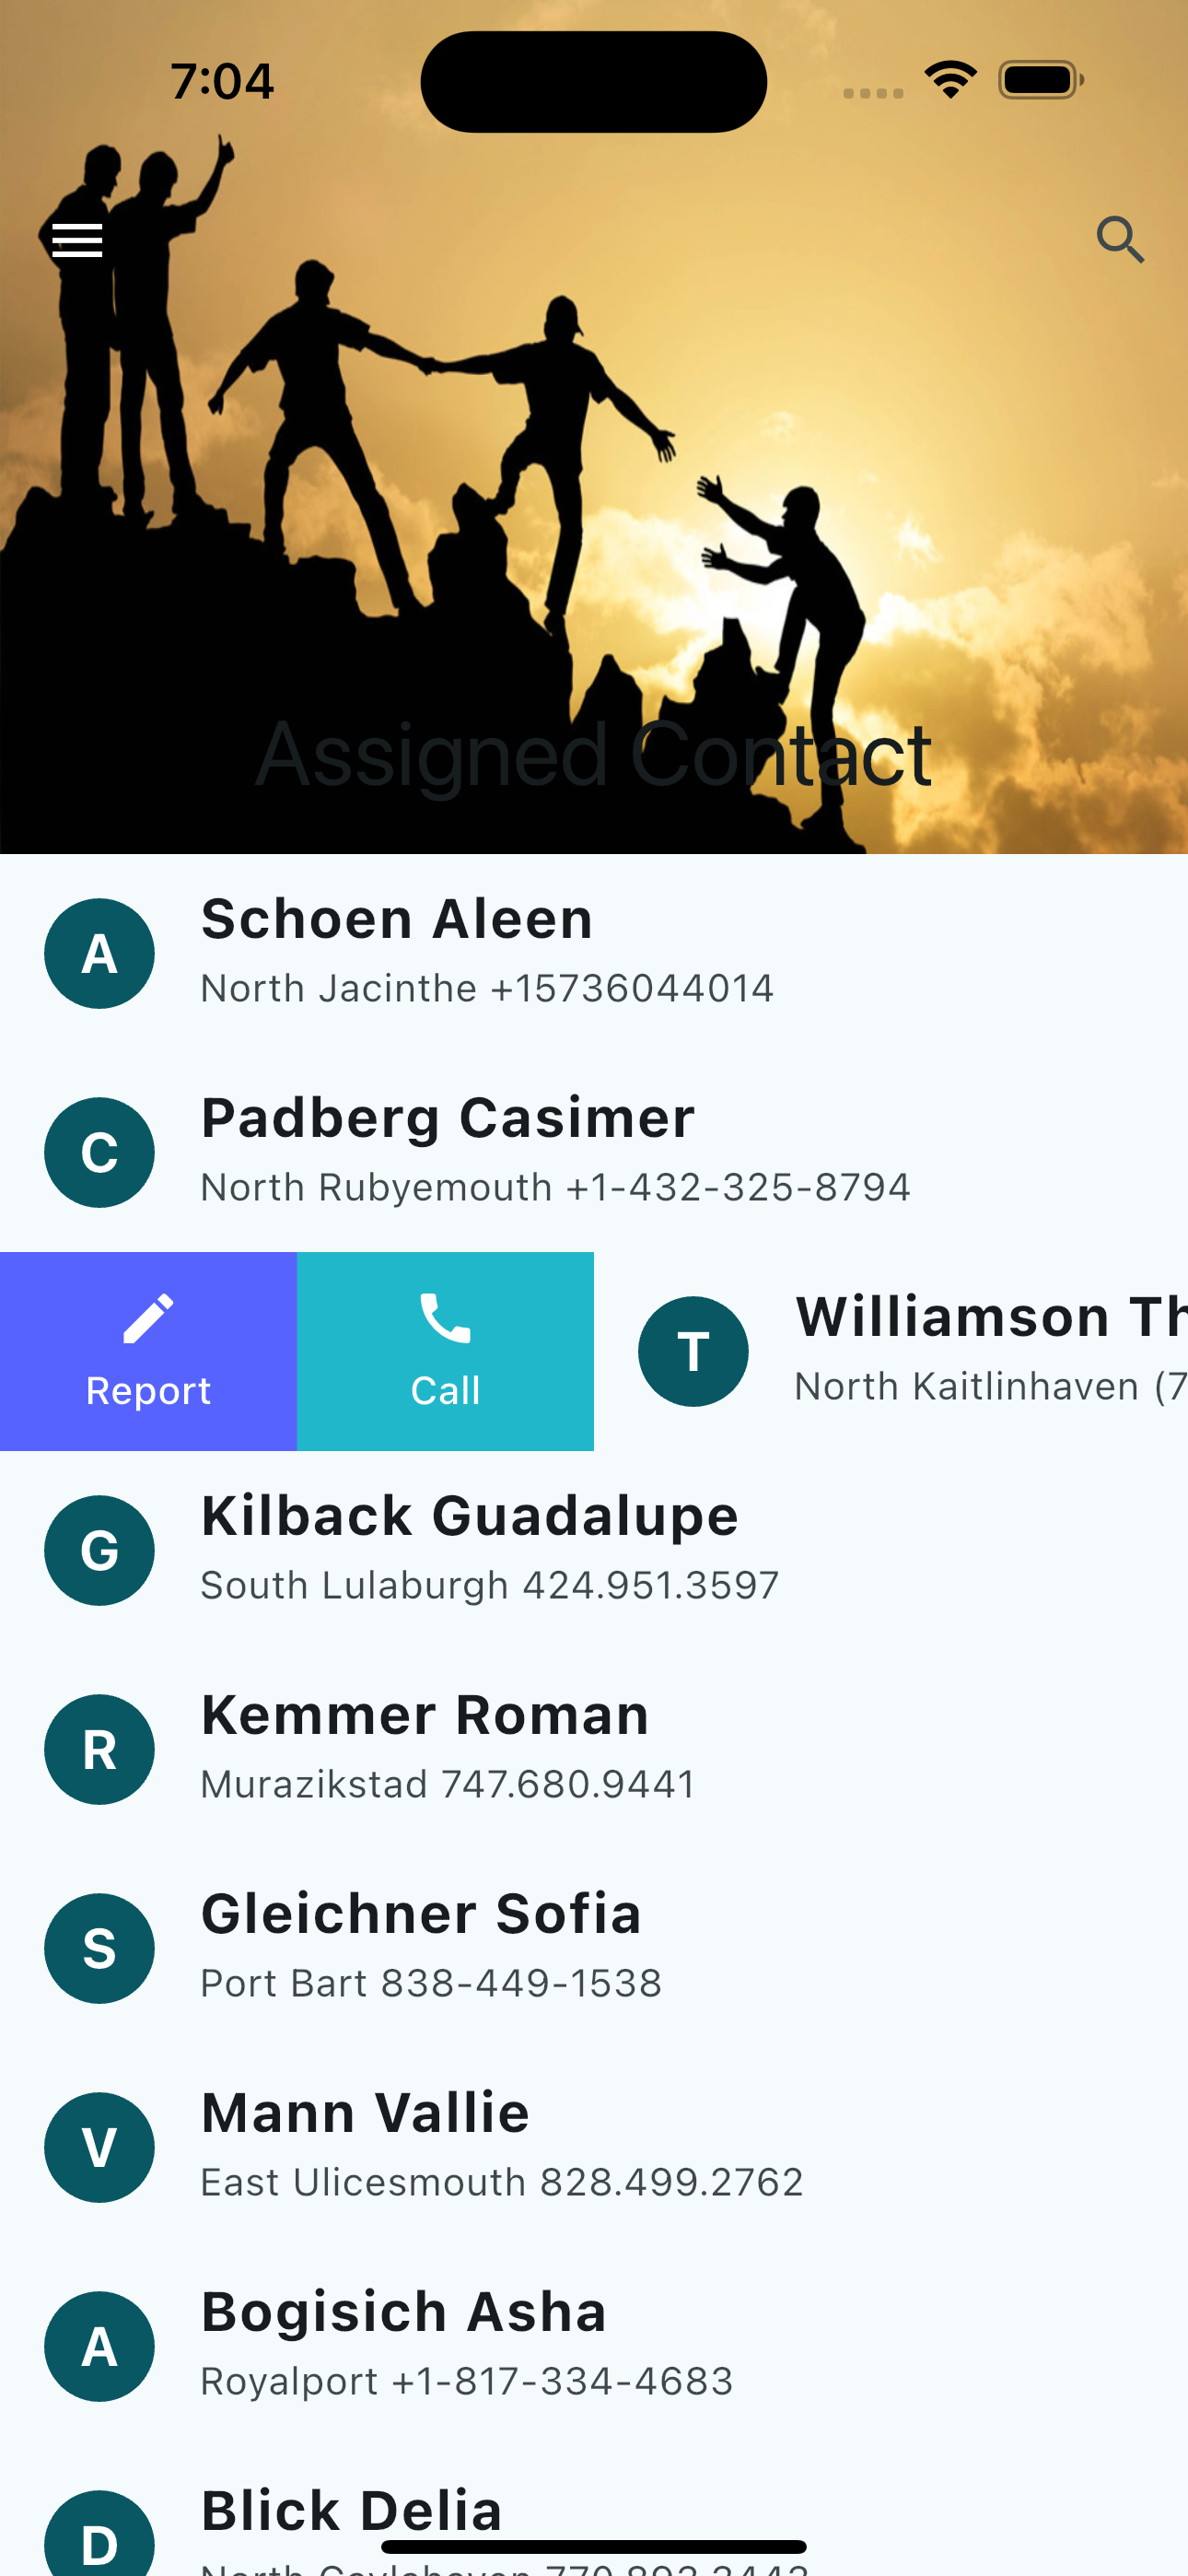 7:04
Assigned Contact
A
Schoen Aleen
North Jacinthe +15736044014
C
Padberg Casimer
North Rubyemouth +1-432-325-8794
Report
Call
T
Williamson Th
North Kaitlinhaven (7
G
Kilback Guadalupe
South Lulaburgh 424.951.3597
R
Kemmer Roman
Murazikstad 747.680.9441
S
Gleichner Sofia
Port Bart 838-449-1538
V
Mann Vallie
East Ulicesmouth 828.499.2762
A
Bogisich Asha
Royalport +1-817-334-4683
D
Blick Delia
North